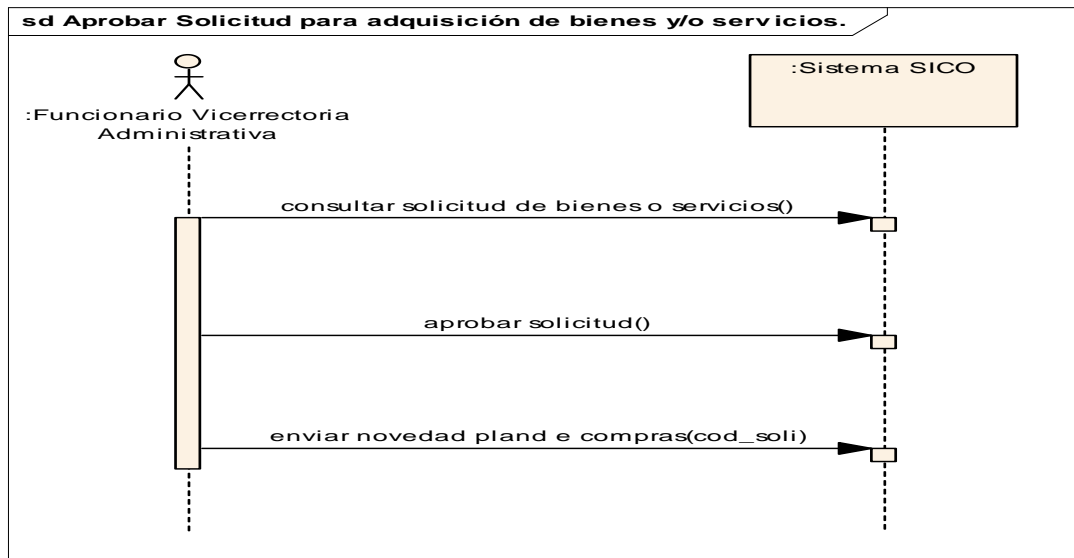 sd Aprobar Solicitud para adquisición de bienes y/o servicios.
:Funcionario Vicerrectoria
Administrativa
:Sistema SICO
consultar solicitud de bienes o servicios()
aprobar solicitud()
enviar novedad pland e compras(cod_soli)